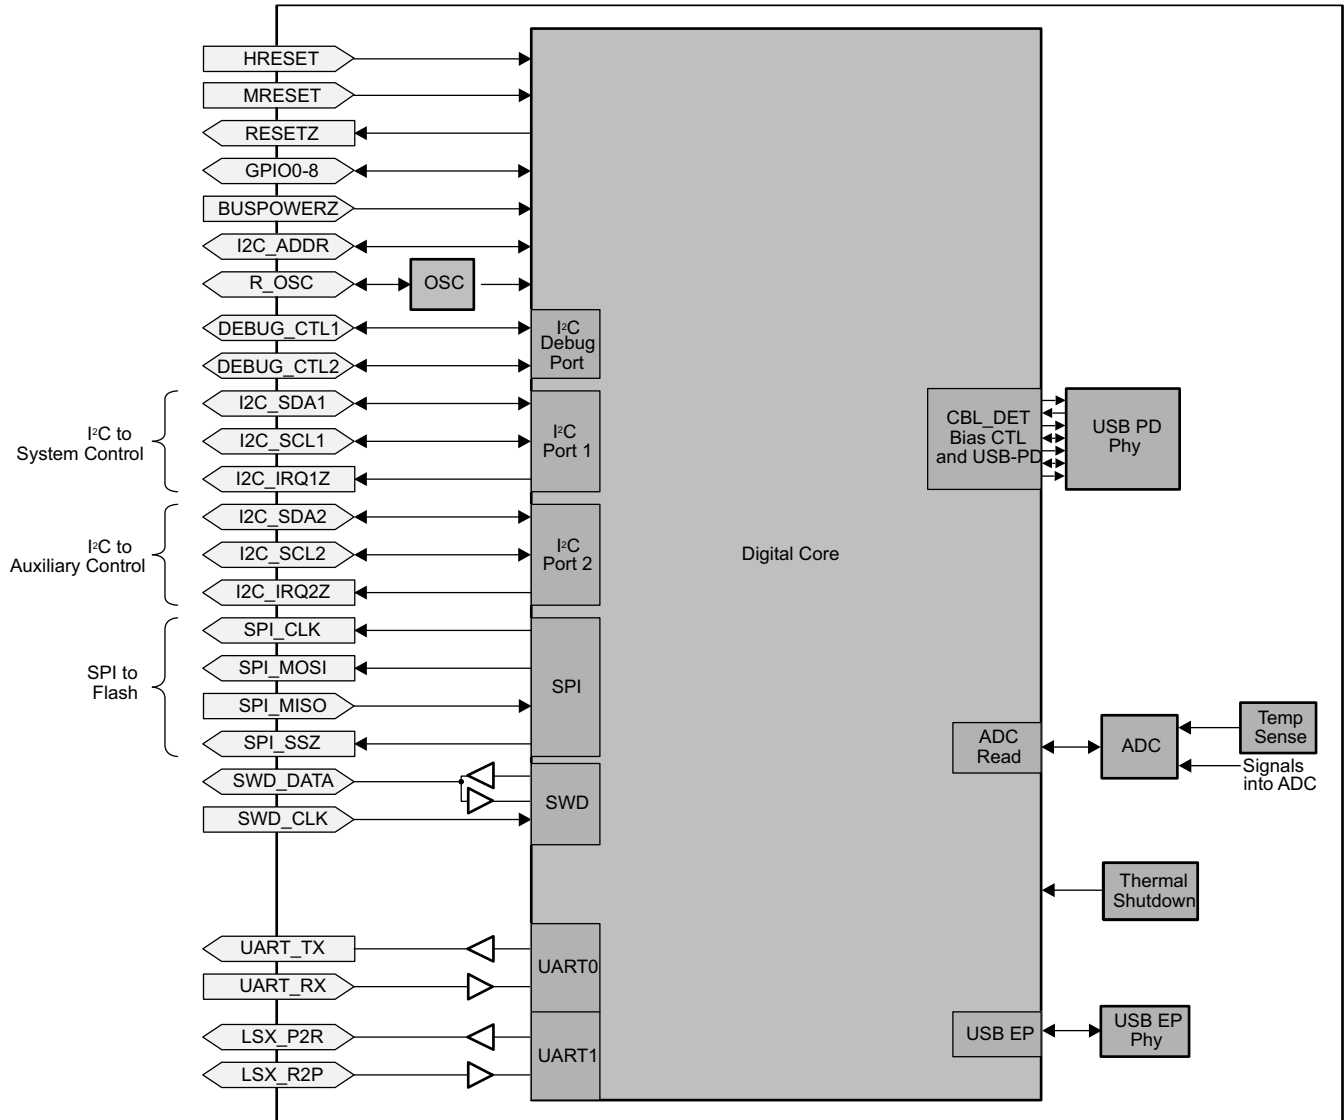 HRESET
MRESET
RESETZ
GPIO0-8
BUSPOWERZ
I2C_ADDR
R_OSC
OSC
DEBUG_CTL1
DEBUG_CTL2
I²C
Debug
Port
I²C to
System Control
I2C_SDA1
I2C_SCL1
I2C_IRQ1Z
I²C
Port 1
CBL_DET
Bias CTL
and USB-PD
USB PD
Phy
I²C to
Auxiliary Control
I2C_SDA2
I2C_SCL2
I2C_IRQ2Z
I²C
Port 2
Digital Core
SPI to
Flash
SPI_CLK
SPI_MOSI
SPI_MISO
SPI_SSZ
SPI
ADC
Read
ADC
Temp
Sense
Signals
into ADC
SWD_DATA
SWD_CLK
SWD
Thermal
Shutdown
UART_TX
UART_RX
UART0
LSX_P2R
LSX_R2P
UART1
USB EP
USB EP
Phy